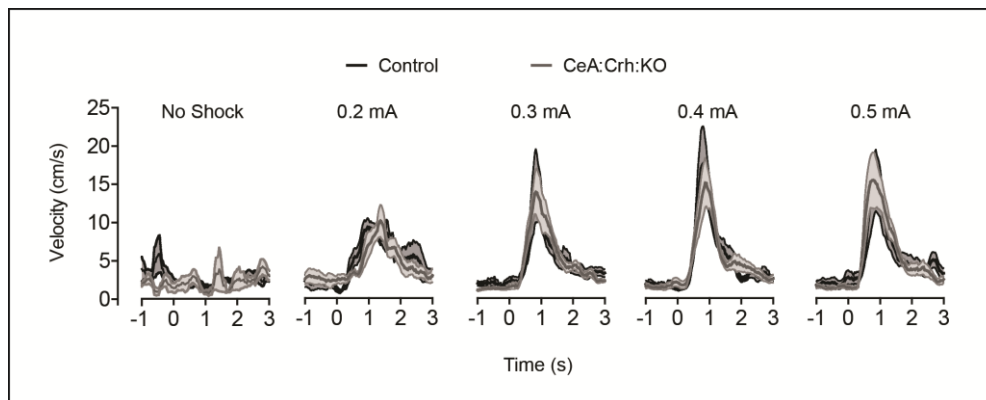 Control CeA:Crh:KO
No Shock 0.2 mA 0.3 mA 0.4 mA 0.5 mA
Velocity (cm/s)
25
20
15
10
5
0
-1 0 1 2 3 -1 0 1 2 3 -1 0 1 2 3 -1 0 1 2 3 -1 0 1 2 3
Time (s)